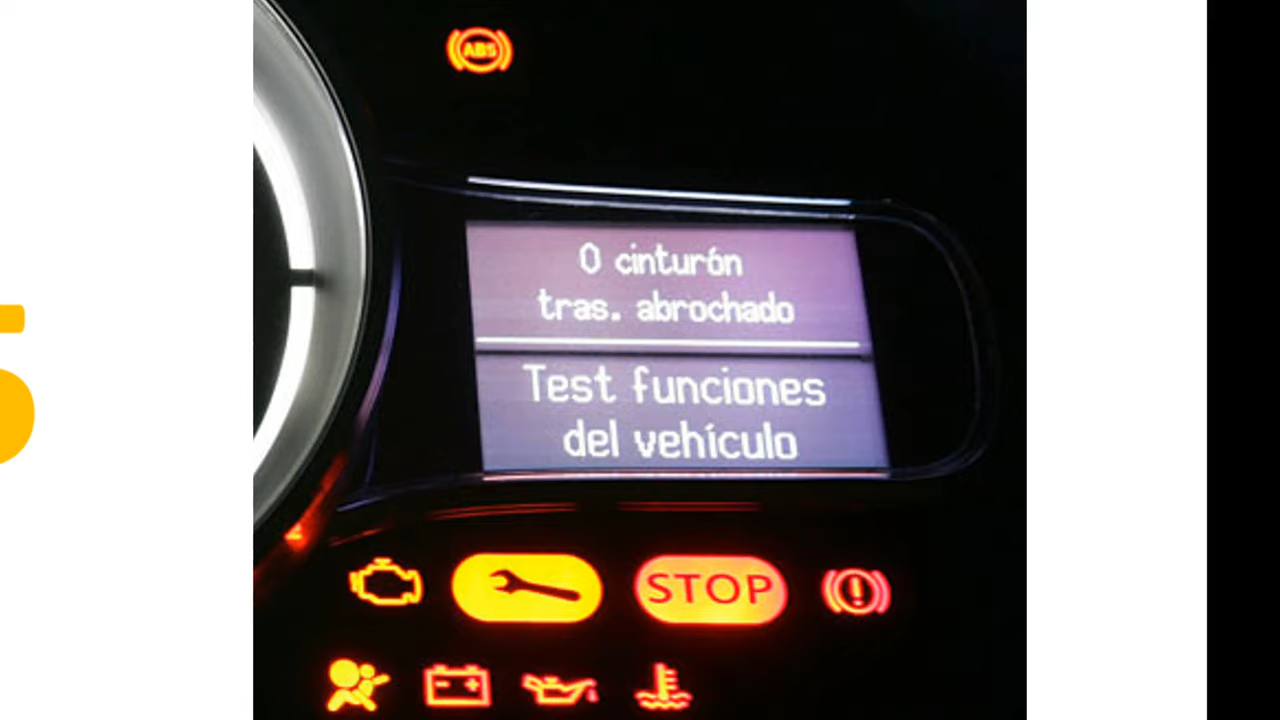 ABS
0 cinturón
tras. abrochado
Test funciones
del vehículo
STOP